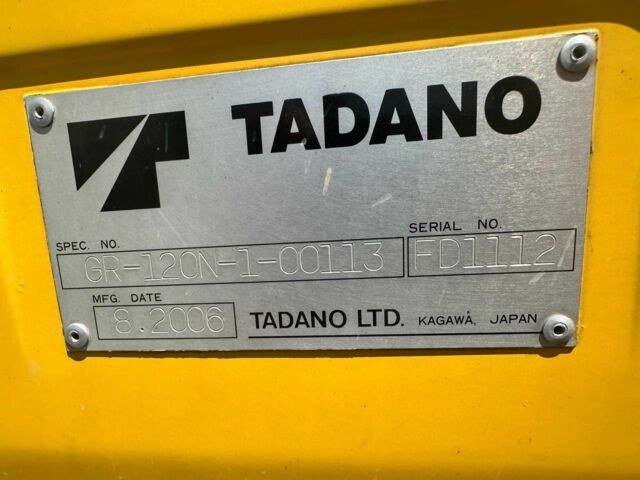 TADANO
SERIAL NO.
SPEC. NO.
GR-120N-1-00113 FD1112
MFG. DATE
8.2006 TADANO LTD. KAGAWA, JAPAN